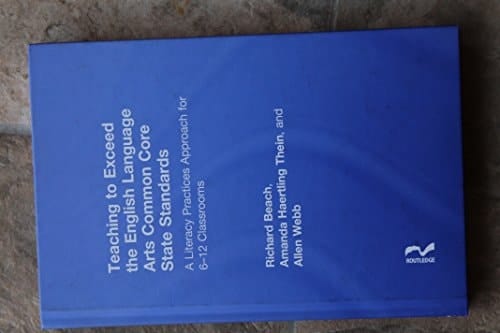 Teaching to Exceed
the English Language
Arts Common Core
State Standards
A Literacy Practices Approach for
6–12 Classrooms
Richard Beach,
Amanda Haertling Thein, and
Allen Webb
ROUTLEDGE